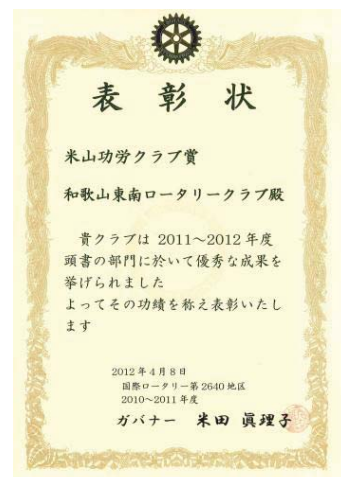 表彰状
米山功労クラブ賞
和歌山東南ロータリークラブ殿
貴クラブは 2011～2012 年度
頭書の部門に於いて優秀な成果を
挙げられました
よってその功績を称え表彰いたし
ます
2012 年 4 月 8 日
国際ロータリー第 2640 地区
2010～2011 年度
ガバナー 米田 眞理子